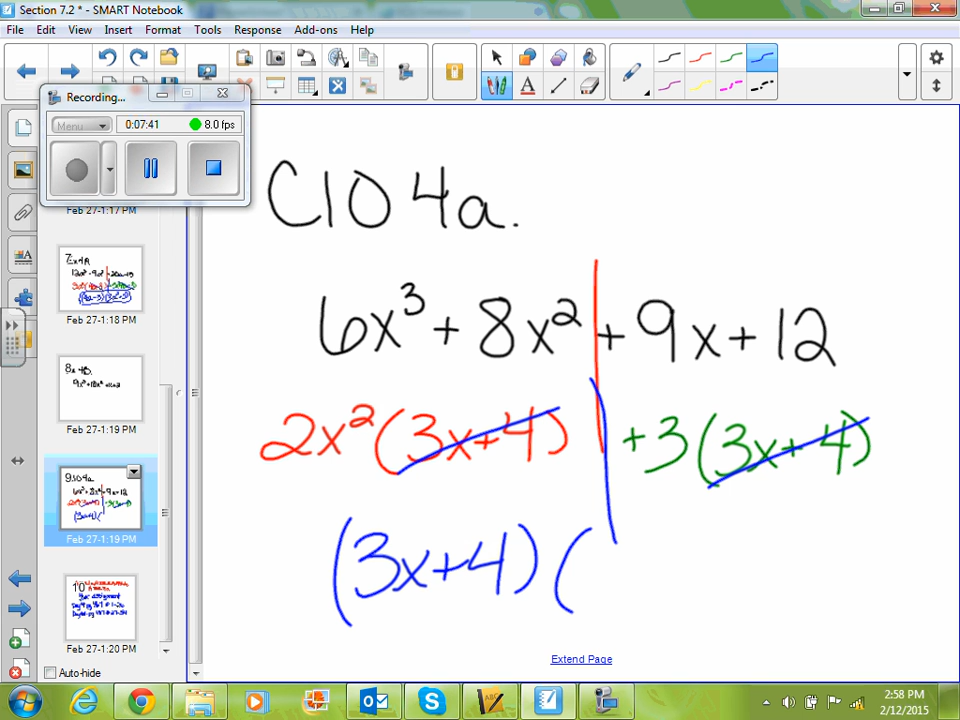 Section 7.2 * - SMART Notebook
File Edit View Insert Format Tools Response Add-ons Help
Recording...
Menu 0:07:41 8.0 fps
Feb 27-1:17 PM
Feb 27-1:18 PM
Feb 27-1:19 PM
Feb 27-1:19 PM
Feb 27-1:20 PM
Auto-hide
C10 4a.
6x³ + 8x² + 9x + 12
2x²(3x+4) +3(3x+4)
(3x+4)(
Extend Page
2:58 PM
2/12/2015